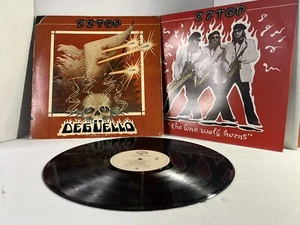 ZZ TOP
DEGÜELLO
ZZ TOP
"the lone wolf horns"